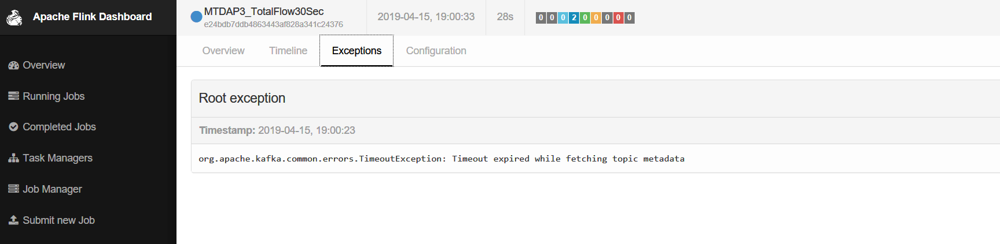 Apache Flink Dashboard
Overview
Running Jobs
Completed Jobs
Task Managers
Job Manager
Submit new Job
MTDAP3_TotalFlow30Sec
e24bdb7ddb4863443af828a341c24376
2019-04-15, 19:00:33
28s
0 0 0 2 0 0 0 0 0
Overview Timeline Exceptions Configuration
Root exception
Timestamp: 2019-04-15, 19:00:23
org.apache.kafka.common.errors.TimeoutException: Timeout expired while fetching topic metadata